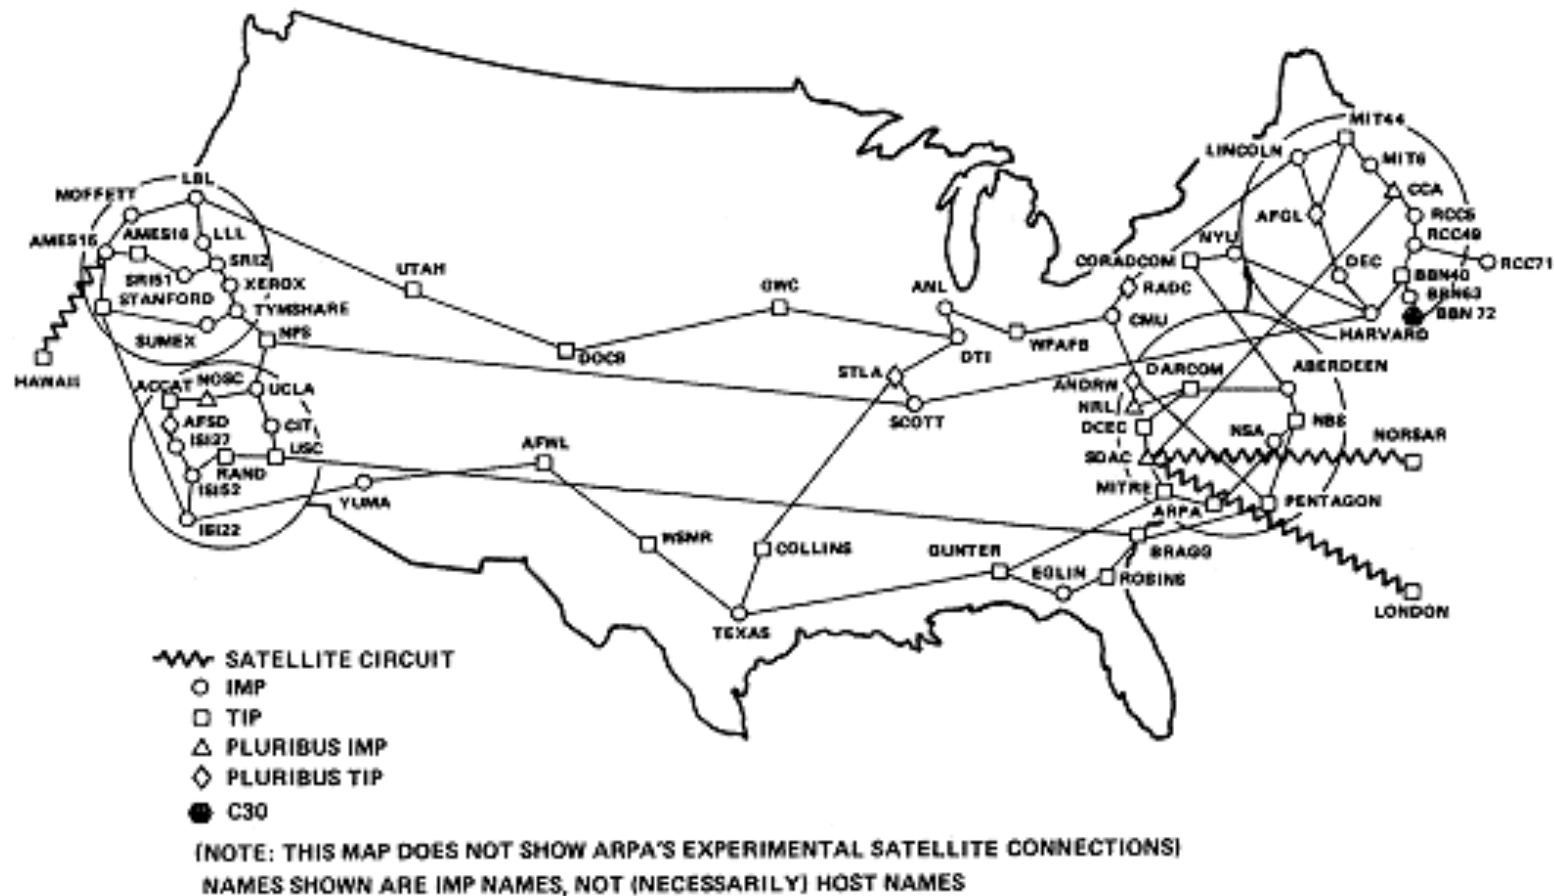 MIT44
LINCOLN
MIT6
LBL
MOFFETT
CCA
AFGL
RCC5
AMES15
AMES16
LLL
NYU
RCC49
SRI2
CORADCOM
DEC
RCC71
UTAH
SRI51
XEROX
GWC
ANL
RADC
BBN40
STANFORD
TYMSHARE
BBN63
BBN 72
SUMEX
NPS
CMU
HARVARD
HAWAII
DOCB
DTI
WPAFB
STLA
DARCOM
ABERDEEN
ACCAT
NOSC
UCLA
ANDRW
NRL
SCOTT
AFSD
CIT
DCEC
NBS
NSA
NORSAR
ISI27
AFWL
USC
SDAC
RAND
ISI52
YUMA
MITRE
ARPA
PENTAGON
ISI22
WSMR
COLLINS
GUNTER
BRAGG
EGLIN
ROBINS
TEXAS
LONDON
SATELLITE CIRCUIT
IMP
TIP
PLURIBUS IMP
PLURIBUS TIP
C30
(NOTE: THIS MAP DOES NOT SHOW ARPA'S EXPERIMENTAL SATELLITE CONNECTIONS)
NAMES SHOWN ARE IMP NAMES, NOT (NECESSARILY) HOST NAMES